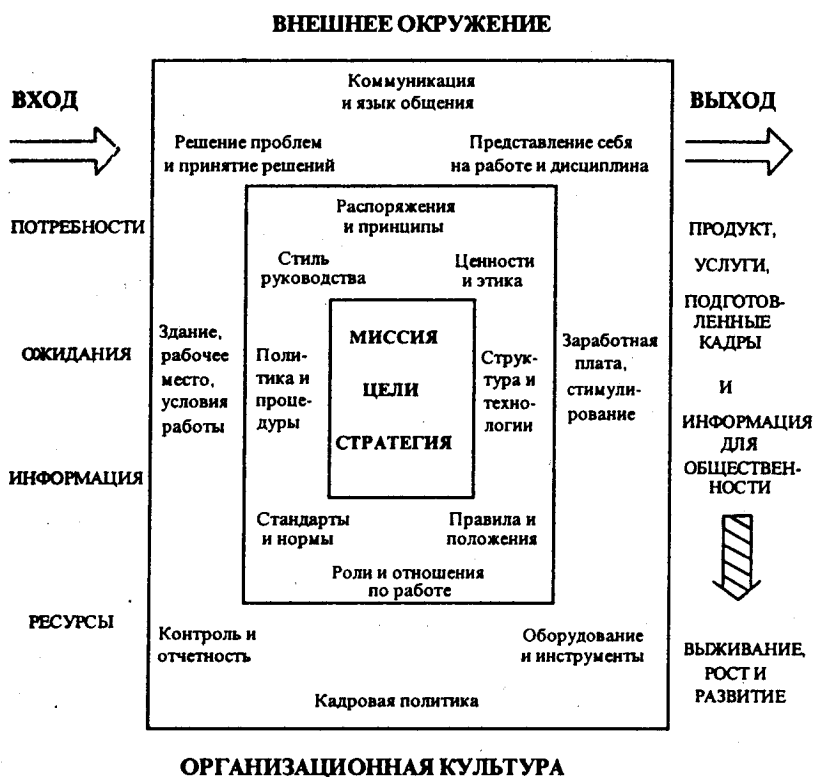 ВНЕШНЕЕ ОКРУЖЕНИЕ
ВХОД
ПОТРЕБНОСТИ
ОЖИДАНИЯ
ИНФОРМАЦИЯ
РЕСУРСЫ
Коммуникация
и язык общения
Решение проблем
и принятие решений
Представление себя
на работе и дисциплина
Здание,
рабочее
место,
условия
работы
Распоряжения
и принципы
Стиль
руководства
Ценности
и этика
Поли-
тика и
проце-
дуры
МИССИЯ
ЦЕЛИ
СТРАТЕГИЯ
Струк-
тура и
техно-
логии
Стандарты
и нормы
Правила и
положения
Роли и отношения
по работе
Заработная
плата,
стимули-
рование
Контроль и
отчетность
Оборудование
и инструменты
Кадровая политика
ВЫХОД
ПРОДУКТ,
УСЛУГИ,
ПОДГОТОВ-
ЛЕННЫЕ
КАДРЫ
И
ИНФОРМАЦИЯ
ДЛЯ
ОБЩЕСТВЕН-
НОСТИ
ВЫЖИВАНИЕ,
РОСТ И
РАЗВИТИЕ
ОРГАНИЗАЦИОННАЯ КУЛЬТУРА